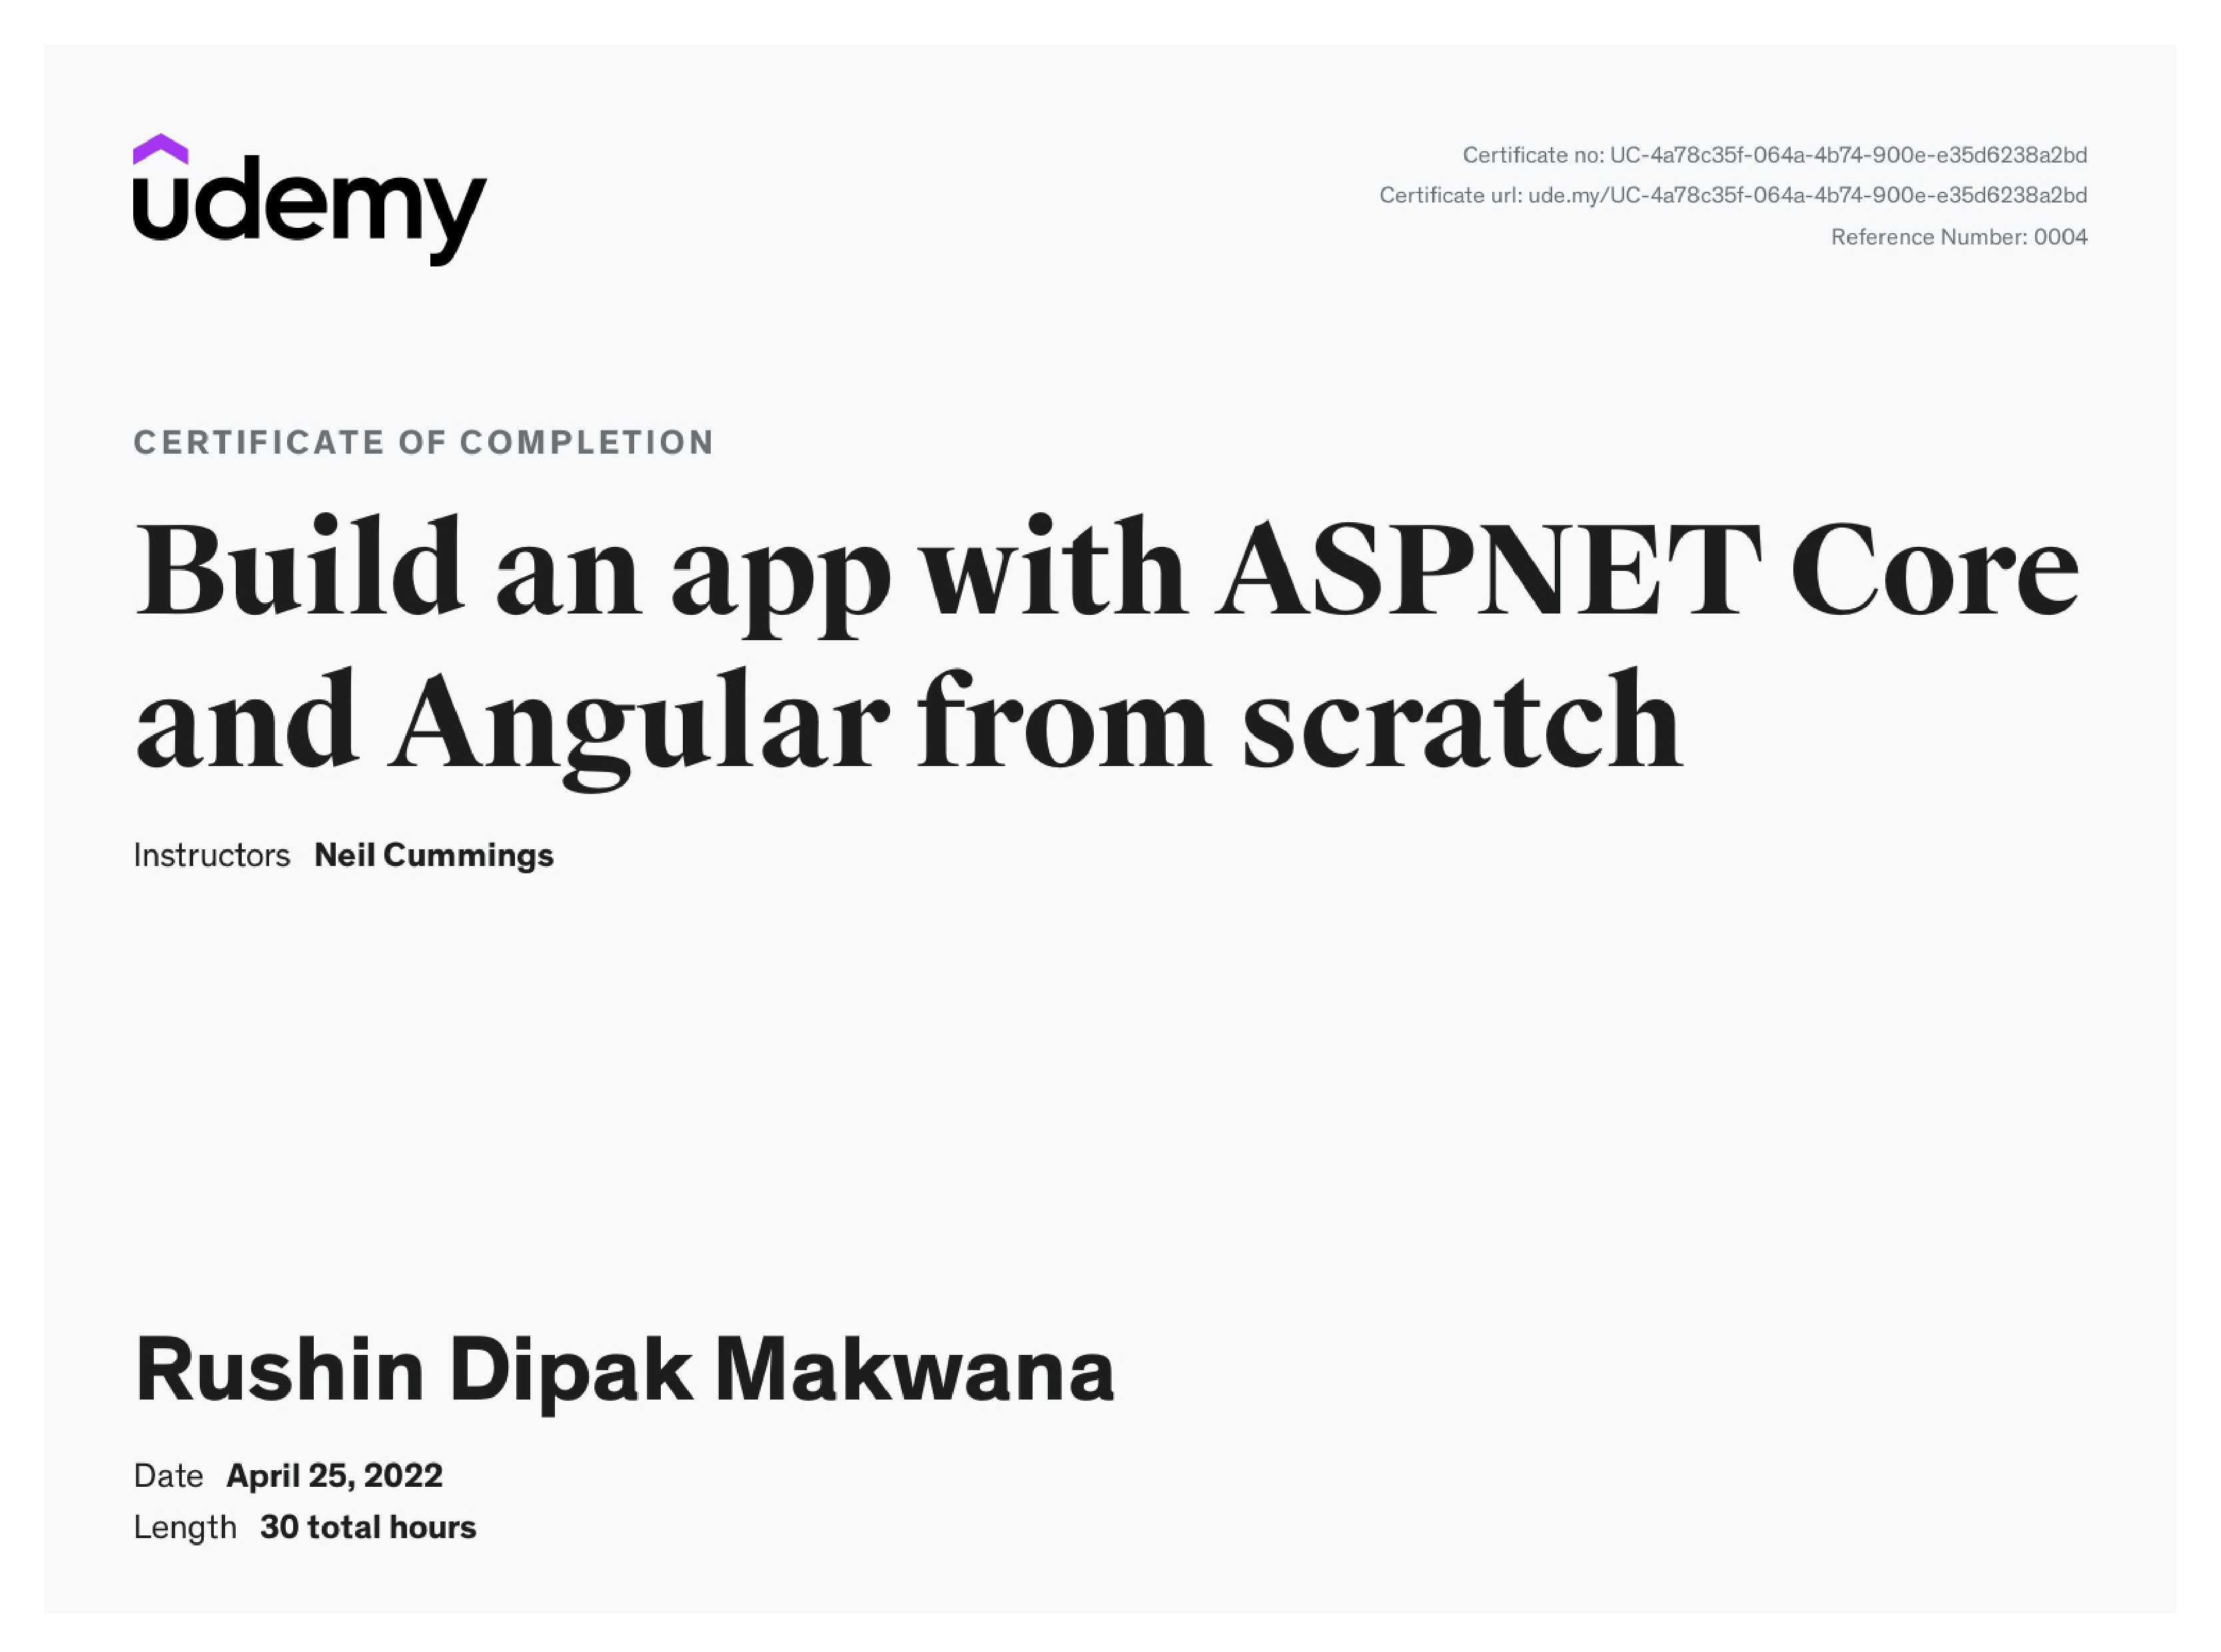 udemy
Certificate no: UC-4a78c35f-064a-4b74-900e-e35d6238a2bd
Certificate url: ude.my/UC-4a78c35f-064a-4b74-900e-e35d6238a2bd
Reference Number: 0004
CERTIFICATE OF COMPLETION
Build an app with ASPNET Core
and Angular from scratch
Instructors Neil Cummings
Rushin Dipak Makwana
Date April 25, 2022
Length 30 total hours